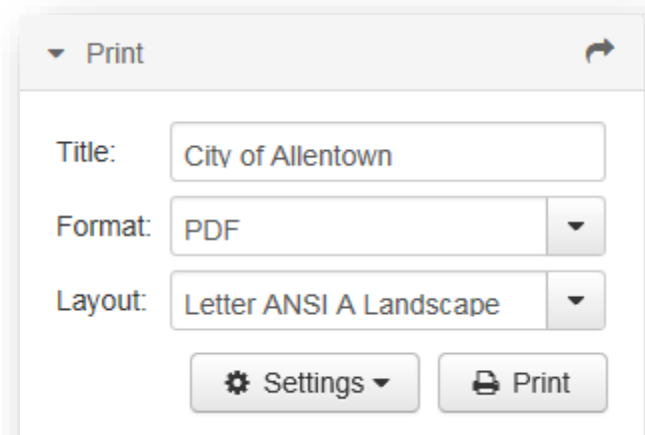 Print
Title: City of Allentown
Format: PDF
Layout: Letter ANSI A Landscape
Settings Print